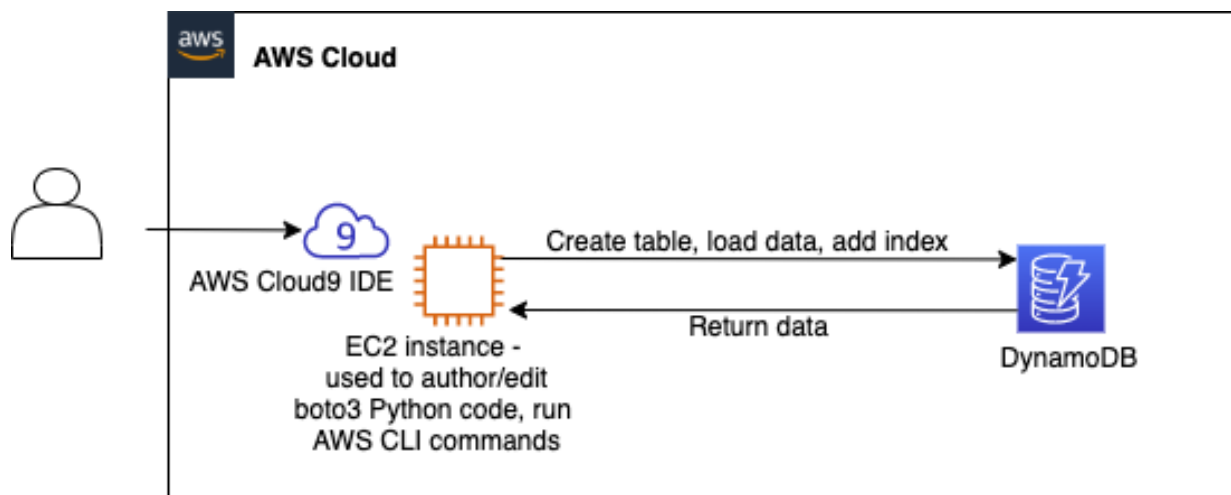 aws
AWS Cloud
9
AWS Cloud9 IDE
Create table, load data, add index
Return data
DynamoDB
EC2 instance -
used to author/edit
boto3 Python code, run
AWS CLI commands